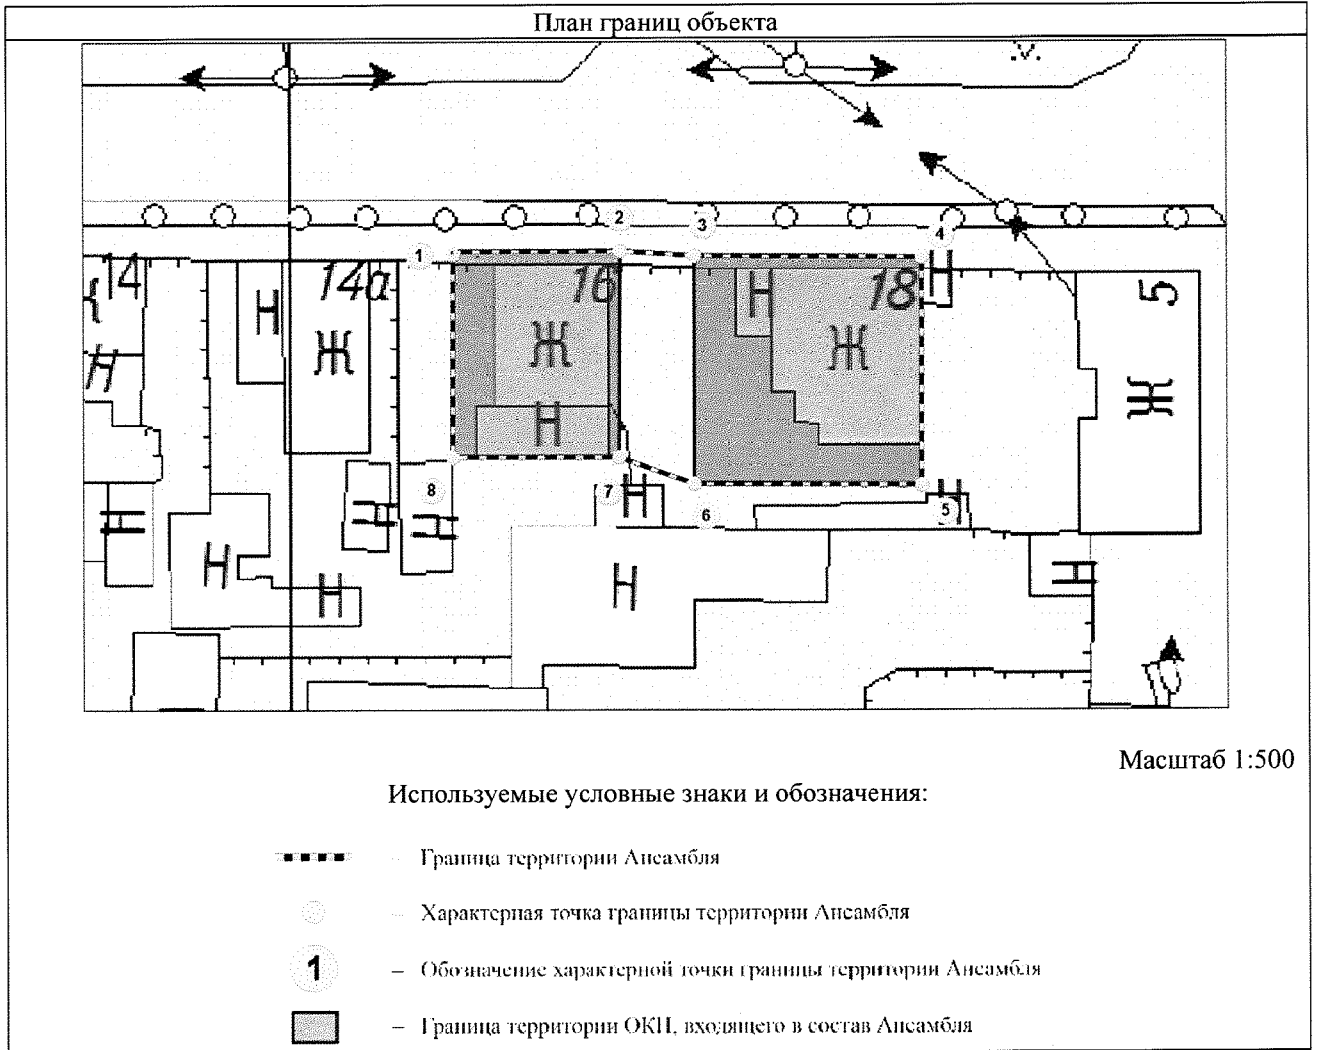 План границ объекта
2
3
4
1
14
14а
16
18
Н
5
Н
Ж
Ж
Н
Ж
Ж
Н
Н
8
7
Н
6
Н
5
Н
Н
Н
Н
Н
Н
Н
Масштаб 1:500
Используемые условные знаки и обозначения:
– Граница территории Ансамбля
– Характерная точка границы территории Ансамбля
1 – Обозначение характерной точки границы территории Ансамбля
– Граница территории ОКН, входящего в состав Ансамбля